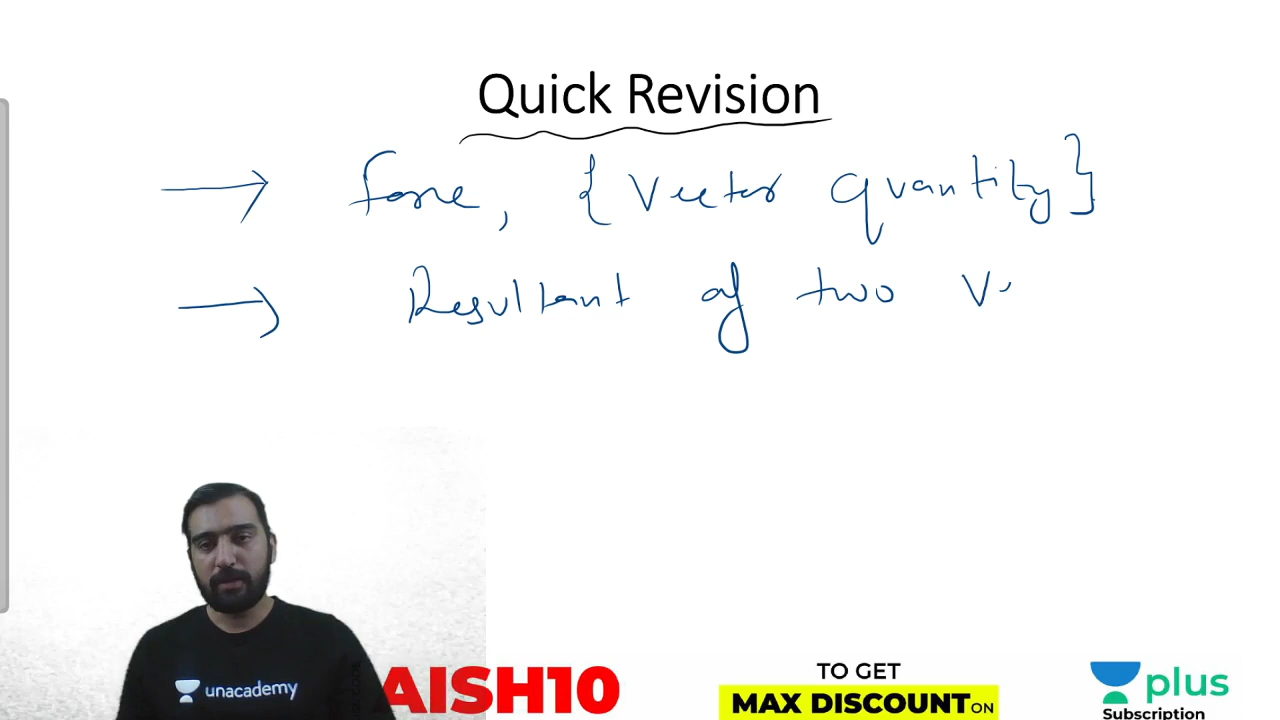 Quick Revision
→ force, {Vector quantity}
→ Resultant of two V
unacademy
AISH10
TO GET
MAX DISCOUNT ON
plus
Subscription